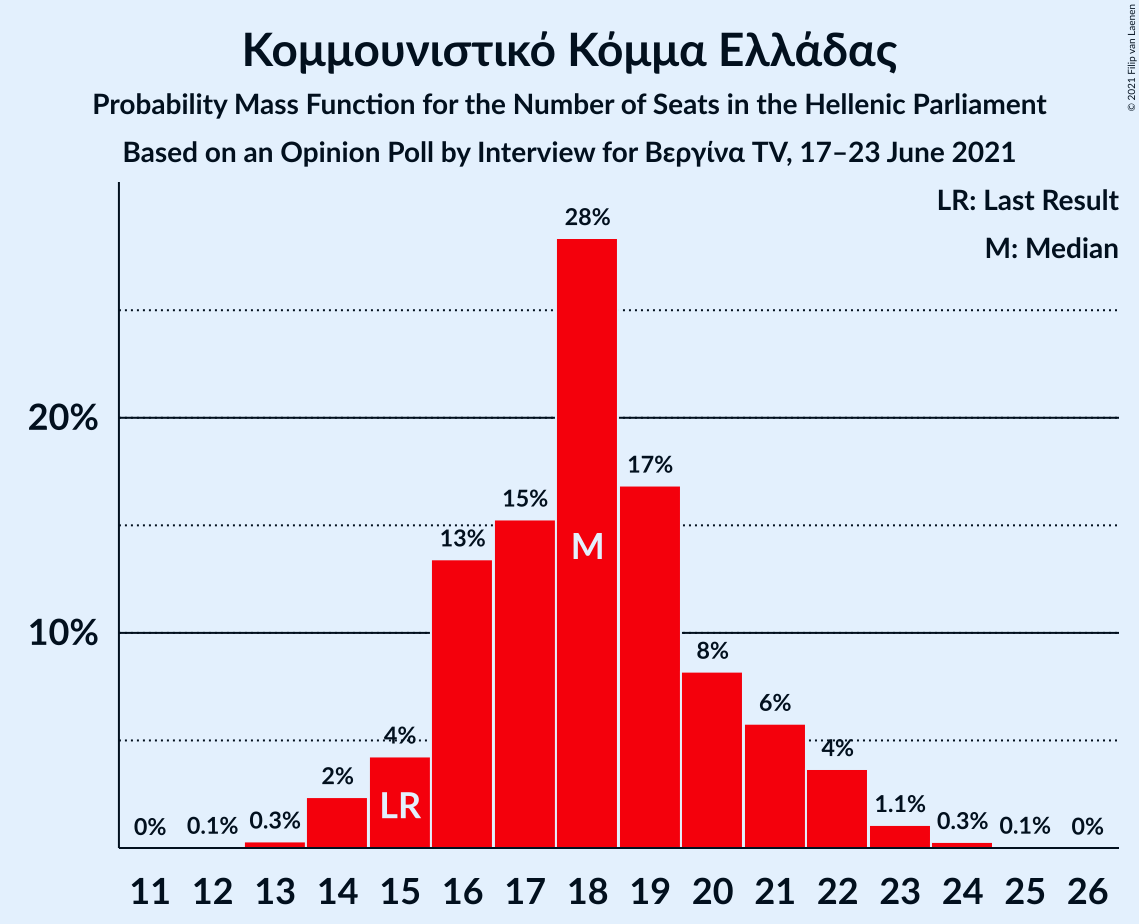 Κομμουνιστικό Κόμμα Ελλάδας
Probability Mass Function for the Number of Seats in the Hellenic Parliament
Based on an Opinion Poll by Interview for Βεργίνα TV, 17–23 June 2021
© 2021 Filip van Laenen
LR: Last Result
M: Median
20%
10%
0%
0.1%
0.3%
2%
4%
13%
15%
28%
17%
8%
6%
4%
1.1%
0.3%
0.1%
0%
LR
M
11 12 13 14 15 16 17 18 19 20 21 22 23 24 25 26